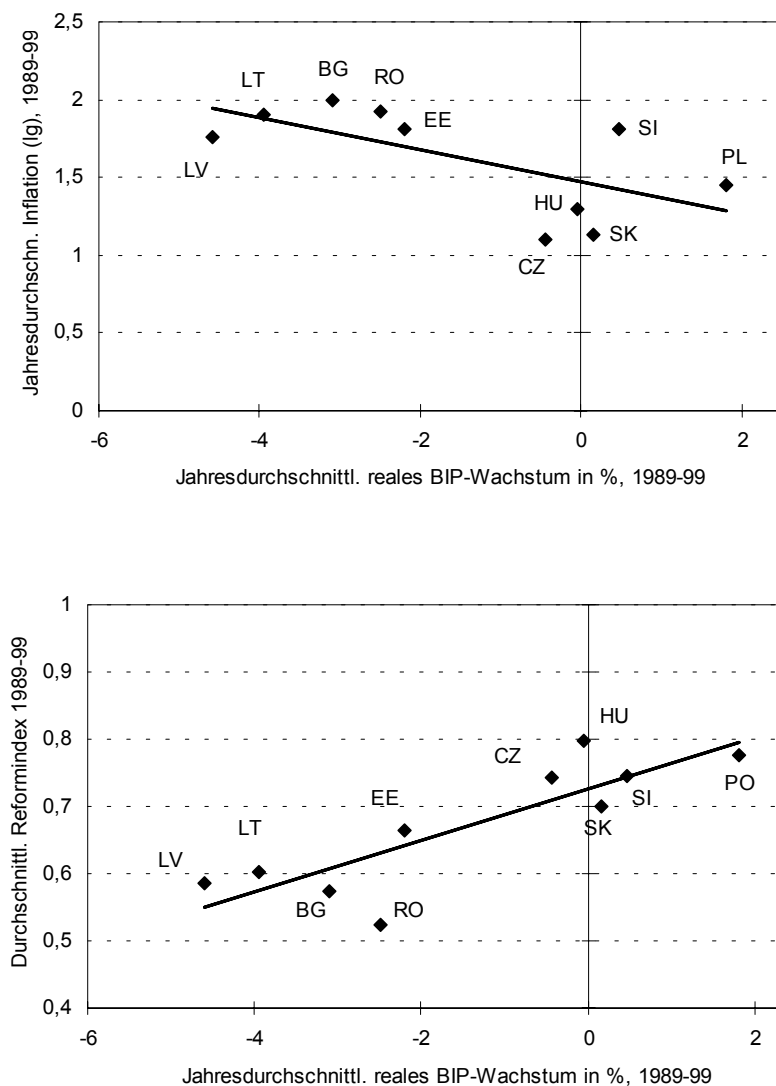 2,5
BG
RO
LT
2
EE
SI
LV
PL
1,5
HU
SK
CZ
1
0,5
0
-6
-4
-2
0
2
Jahresdurchschn. Inflation (lg), 1989-99
Jahresdurchschnittl. reales BIP-Wachstum in %, 1989-99
1
0,9
HU
0,8
CZ
PO
EE
SI
SK
0,7
LT
LV
0,6
BG
RO
0,5
0,4
-6
-4
-2
0
2
Durchschnittl. Reformindex 1989-99
Jahresdurchschnittl. reales BIP-Wachstum in %, 1989-99